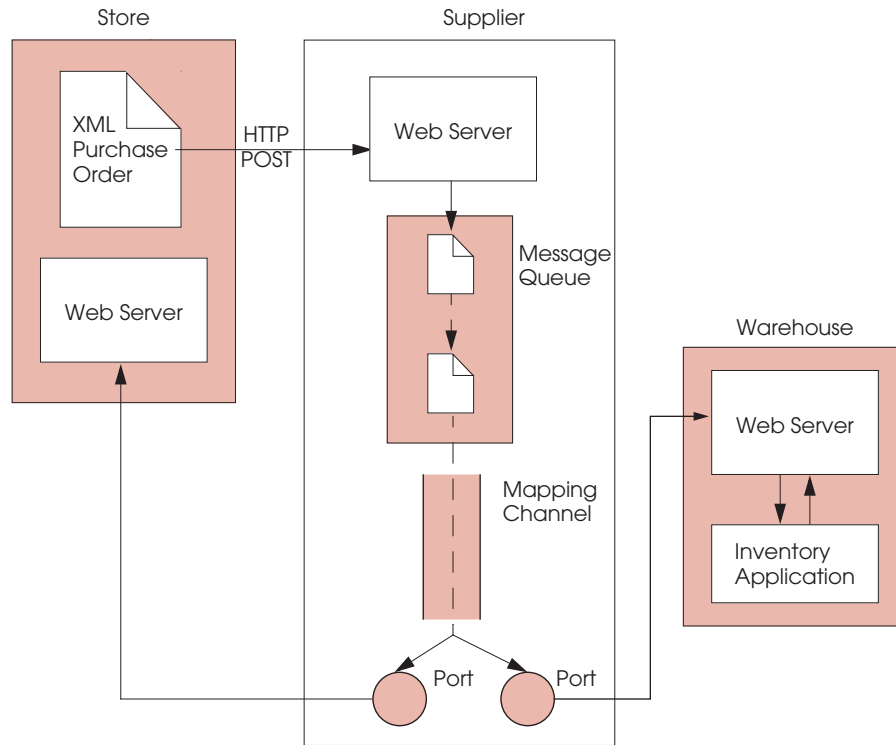 Store
Supplier
XML
Purchase
Order
HTTP
POST
Web Server
Message
Queue
Web Server
Warehouse
Web Server
Mapping
Channel
Inventory
Application
Port
Port